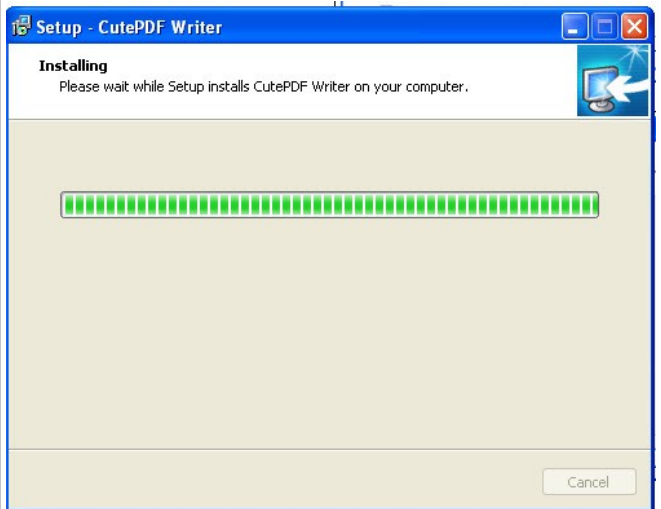 Setup - CutePDF Writer
Installing
Please wait while Setup installs CutePDF Writer on your computer.
Cancel